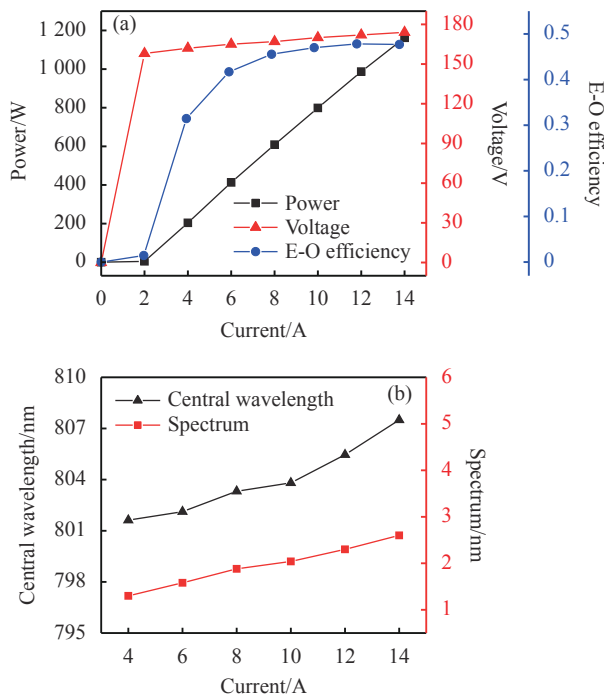 (a)
1 200
1 000
800
600
400
200
0
Power/W
180
150
120
90
60
30
0
Voltage/V
0.5
0.4
0.3
0.2
0.1
0
E-O efficiency
Power
Voltage
E-O efficiency
0 2 4 6 8 10 12 14
Current/A
(b)
810
807
804
801
798
795
Central wavelength/nm
6
5
4
3
2
1
Spectrum/nm
Central wavelength
Spectrum
4 6 8 10 12 14
Current/A